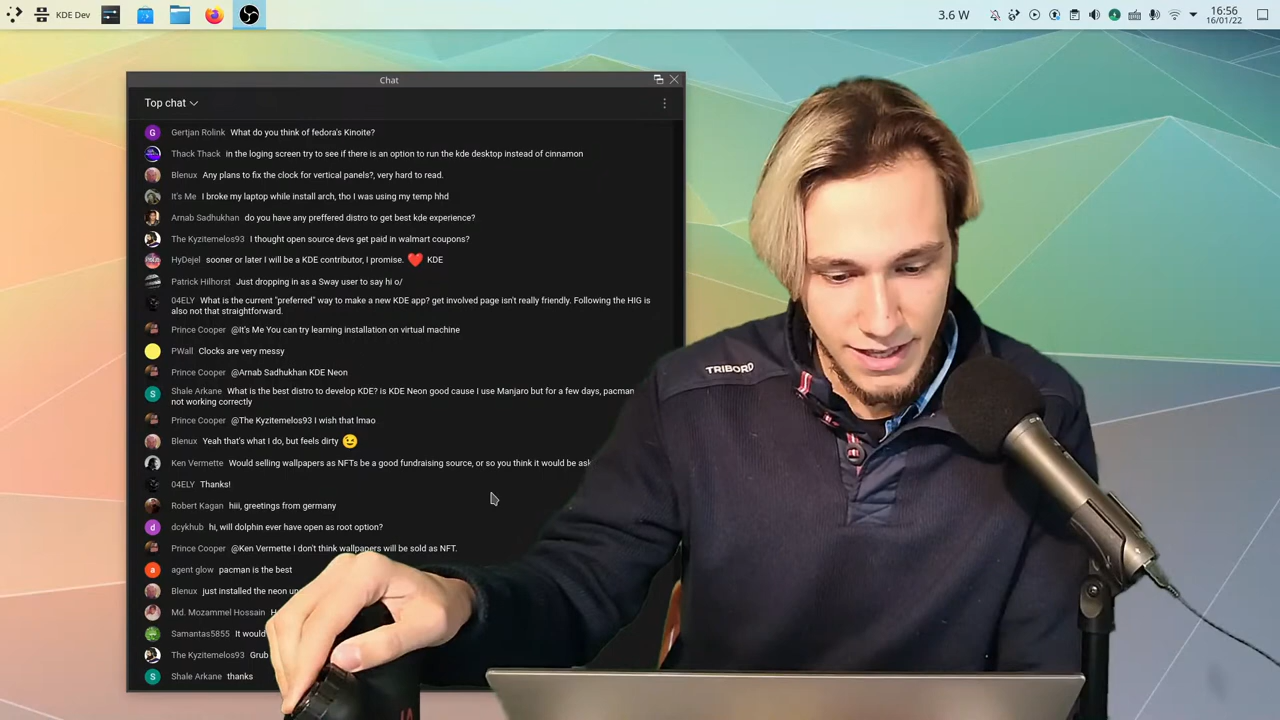 KDE Dev
3.6 W
16:56
16/01/22
Chat
Top chat
G Gertjan Rolink What do you think of fedora's Kinoite?
Thack Thack in the loging screen try to see if there is an option to run the kde desktop instead of cinnamon
Blenux Any plans to fix the clock for vertical panels?, very hard to read.
It's Me I broke my laptop while install arch, tho I was using my temp hhd
Arnab Sadhukhan do you have any preffered distro to get best kde experience?
The Kyzitemelos93 I thought open source devs get paid in walmart coupons?
HyDejel sooner or later I will be a KDE contributor, I promise. ❤️ KDE
Patrick Hilhorst Just dropping in as a Sway user to say hi o/
04ELY What is the current "preferred" way to make a new KDE app? get involved page isn't really friendly. Following the HIG is
also not that straightforward.
Prince Cooper @It's Me You can try learning installation on virtual machine
PWall Clocks are very messy
Prince Cooper @Arnab Sadhukhan KDE Neon
S Shale Arkane What is the best distro to develop KDE? is KDE Neon good cause I use Manjaro but for a few days, pacman
not working correctly
Prince Cooper @The Kyzitemelos93 I wish that lmao
Blenux Yeah that's what I do, but feels dirty 😉
Ken Vermette Would selling wallpapers as NFTs be a good fundraising source, or so you think it would be ask
04ELY Thanks!
Robert Kagan hiii, greetings from germany
d dcykhub hi, will dolphin ever have open as root option?
Prince Cooper @Ken Vermette I don't think wallpapers will be sold as NFT.
a agent glow pacman is the best
Blenux just installed the neon
Md. Mozammel Hossain
Samantas5855 It would
The Kyzitemelos93 Grub
S Shale Arkane thanks
TRIBORD